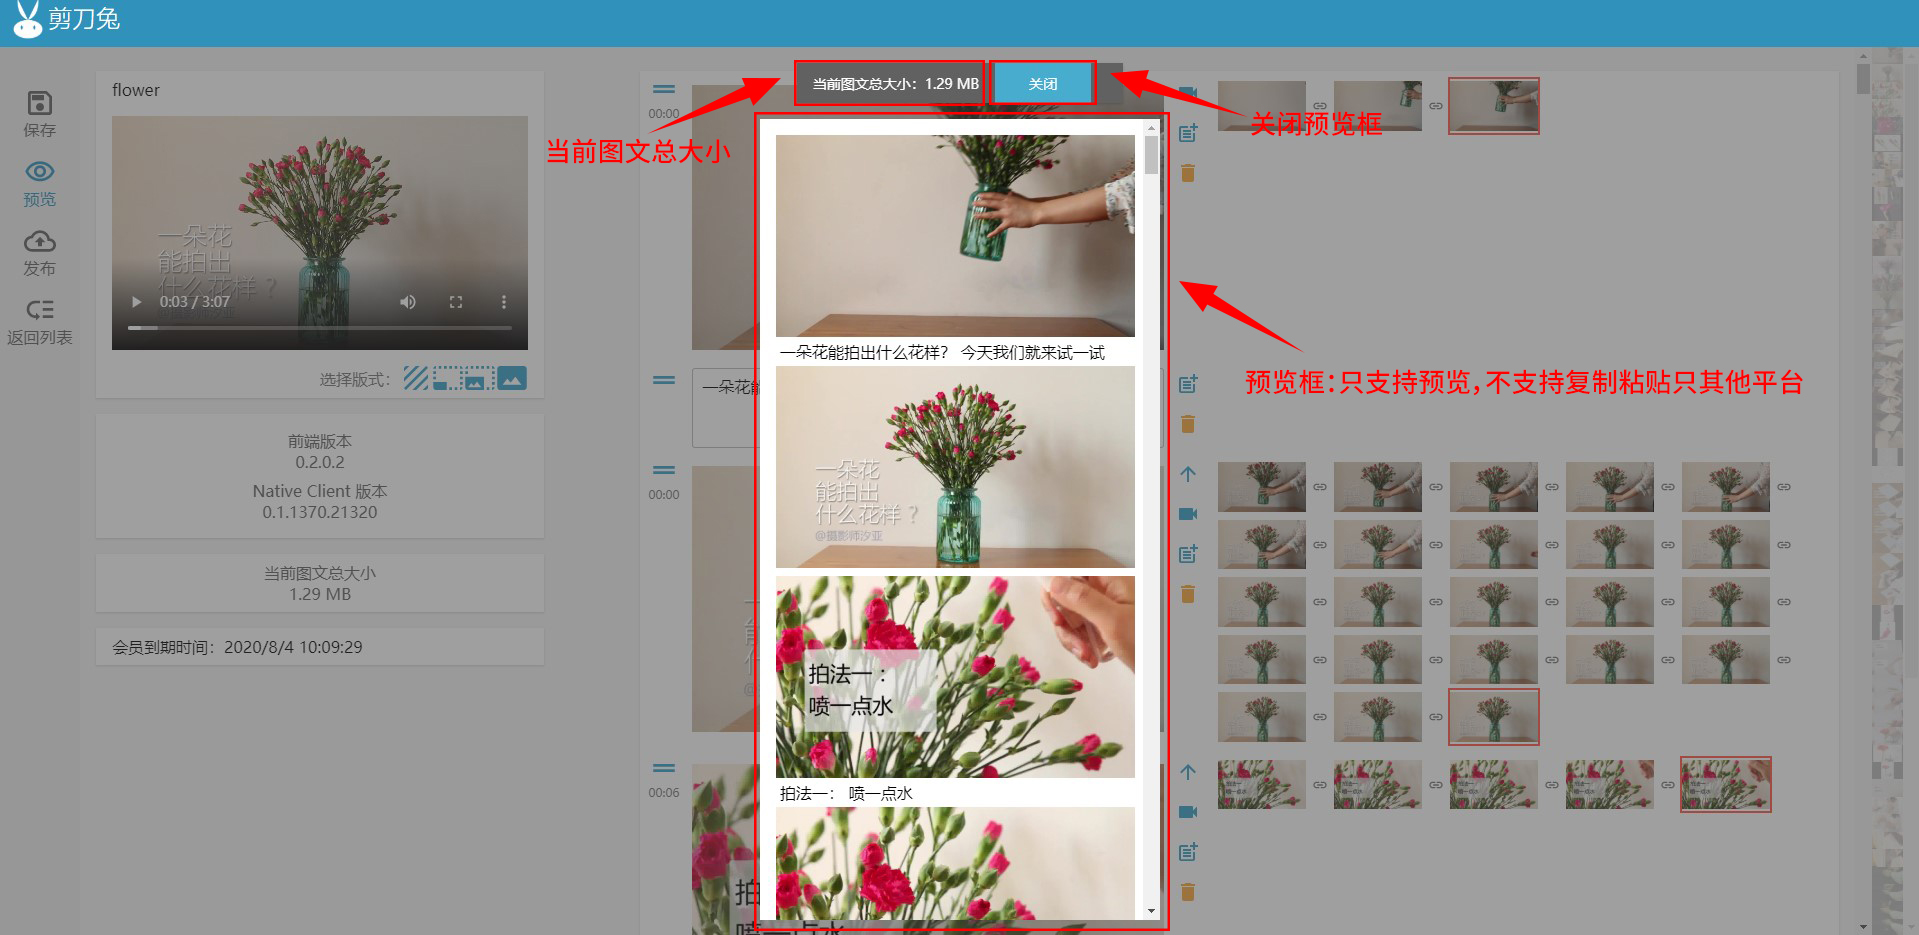 剪刀兔
保存
预览
发布
返回列表
flower
一朵花
能拍出
什么花样？
0:03 / 3:07
选择版式：
前端版本
0.2.0.2
Native Client 版本
0.1.1370.21320
当前图文总大小
1.29 MB
会员到期时间：2020/8/4 10:09:29
00:00
一朵花能
00:00
00:06
当前图文总大小：1.29 MB
关闭
当前图文总大小
关闭预览框
预览框:只支持预览,不支持复制粘贴只其他平台
一朵花能拍出什么花样？ 今天我们就来试一试
一朵花
能拍出
什么花样？
@摄影师汐亚
拍法一：
喷一点水
拍法一： 喷一点水